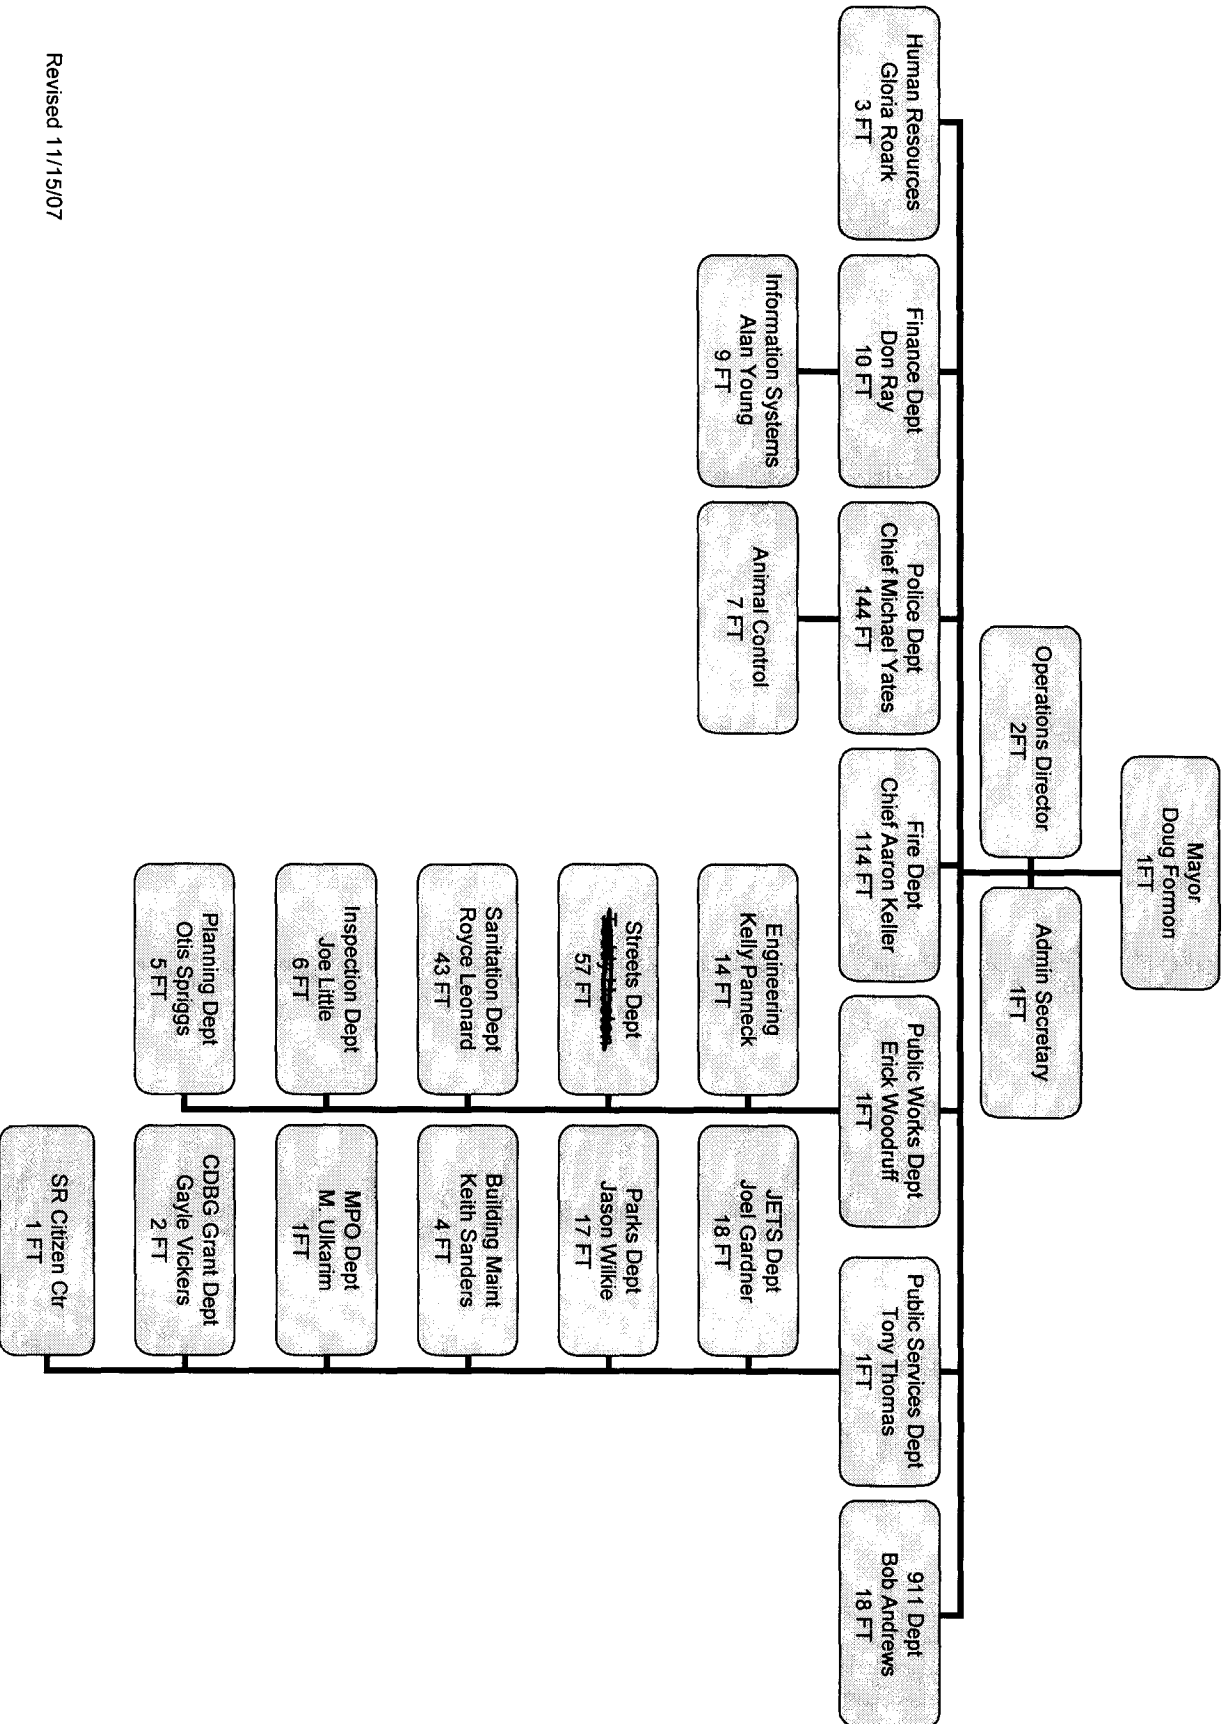 Mayor
Doug Formon
1FT
Operations Director
2FT
Admin Secretary
1FT
Human Resources
Gloria Roark
3 FT
Finance Dept
Don Ray
10 FT
Police Dept
Chief Michael Yates
144 FT
Fire Dept
Chief Aaron Keller
114 FT
Public Works Dept
Erick Woodruff
1FT
Public Services Dept
Tony Thomas
1FT
911 Dept
Bob Andrews
18 FT
Information Systems
Alan Young
9 FT
Animal Control
7 FT
Engineering
Kelly Panneck
14 FT
JETS Dept
Joel Gardner
18 FT
Streets Dept
57 FT
Parks Dept
Jason Wilkie
17 FT
Sanitation Dept
Royce Leonard
43 FT
Building Maint
Keith Sanders
4 FT
Inspection Dept
Joe Little
6 FT
MPO Dept
M. Ulkarim
1FT
Planning Dept
Otis Spriggs
5 FT
CDBG Grant Dept
Gayle Vickers
2 FT
SR Citizen Ctr
1 FT
Revised 11/15/07